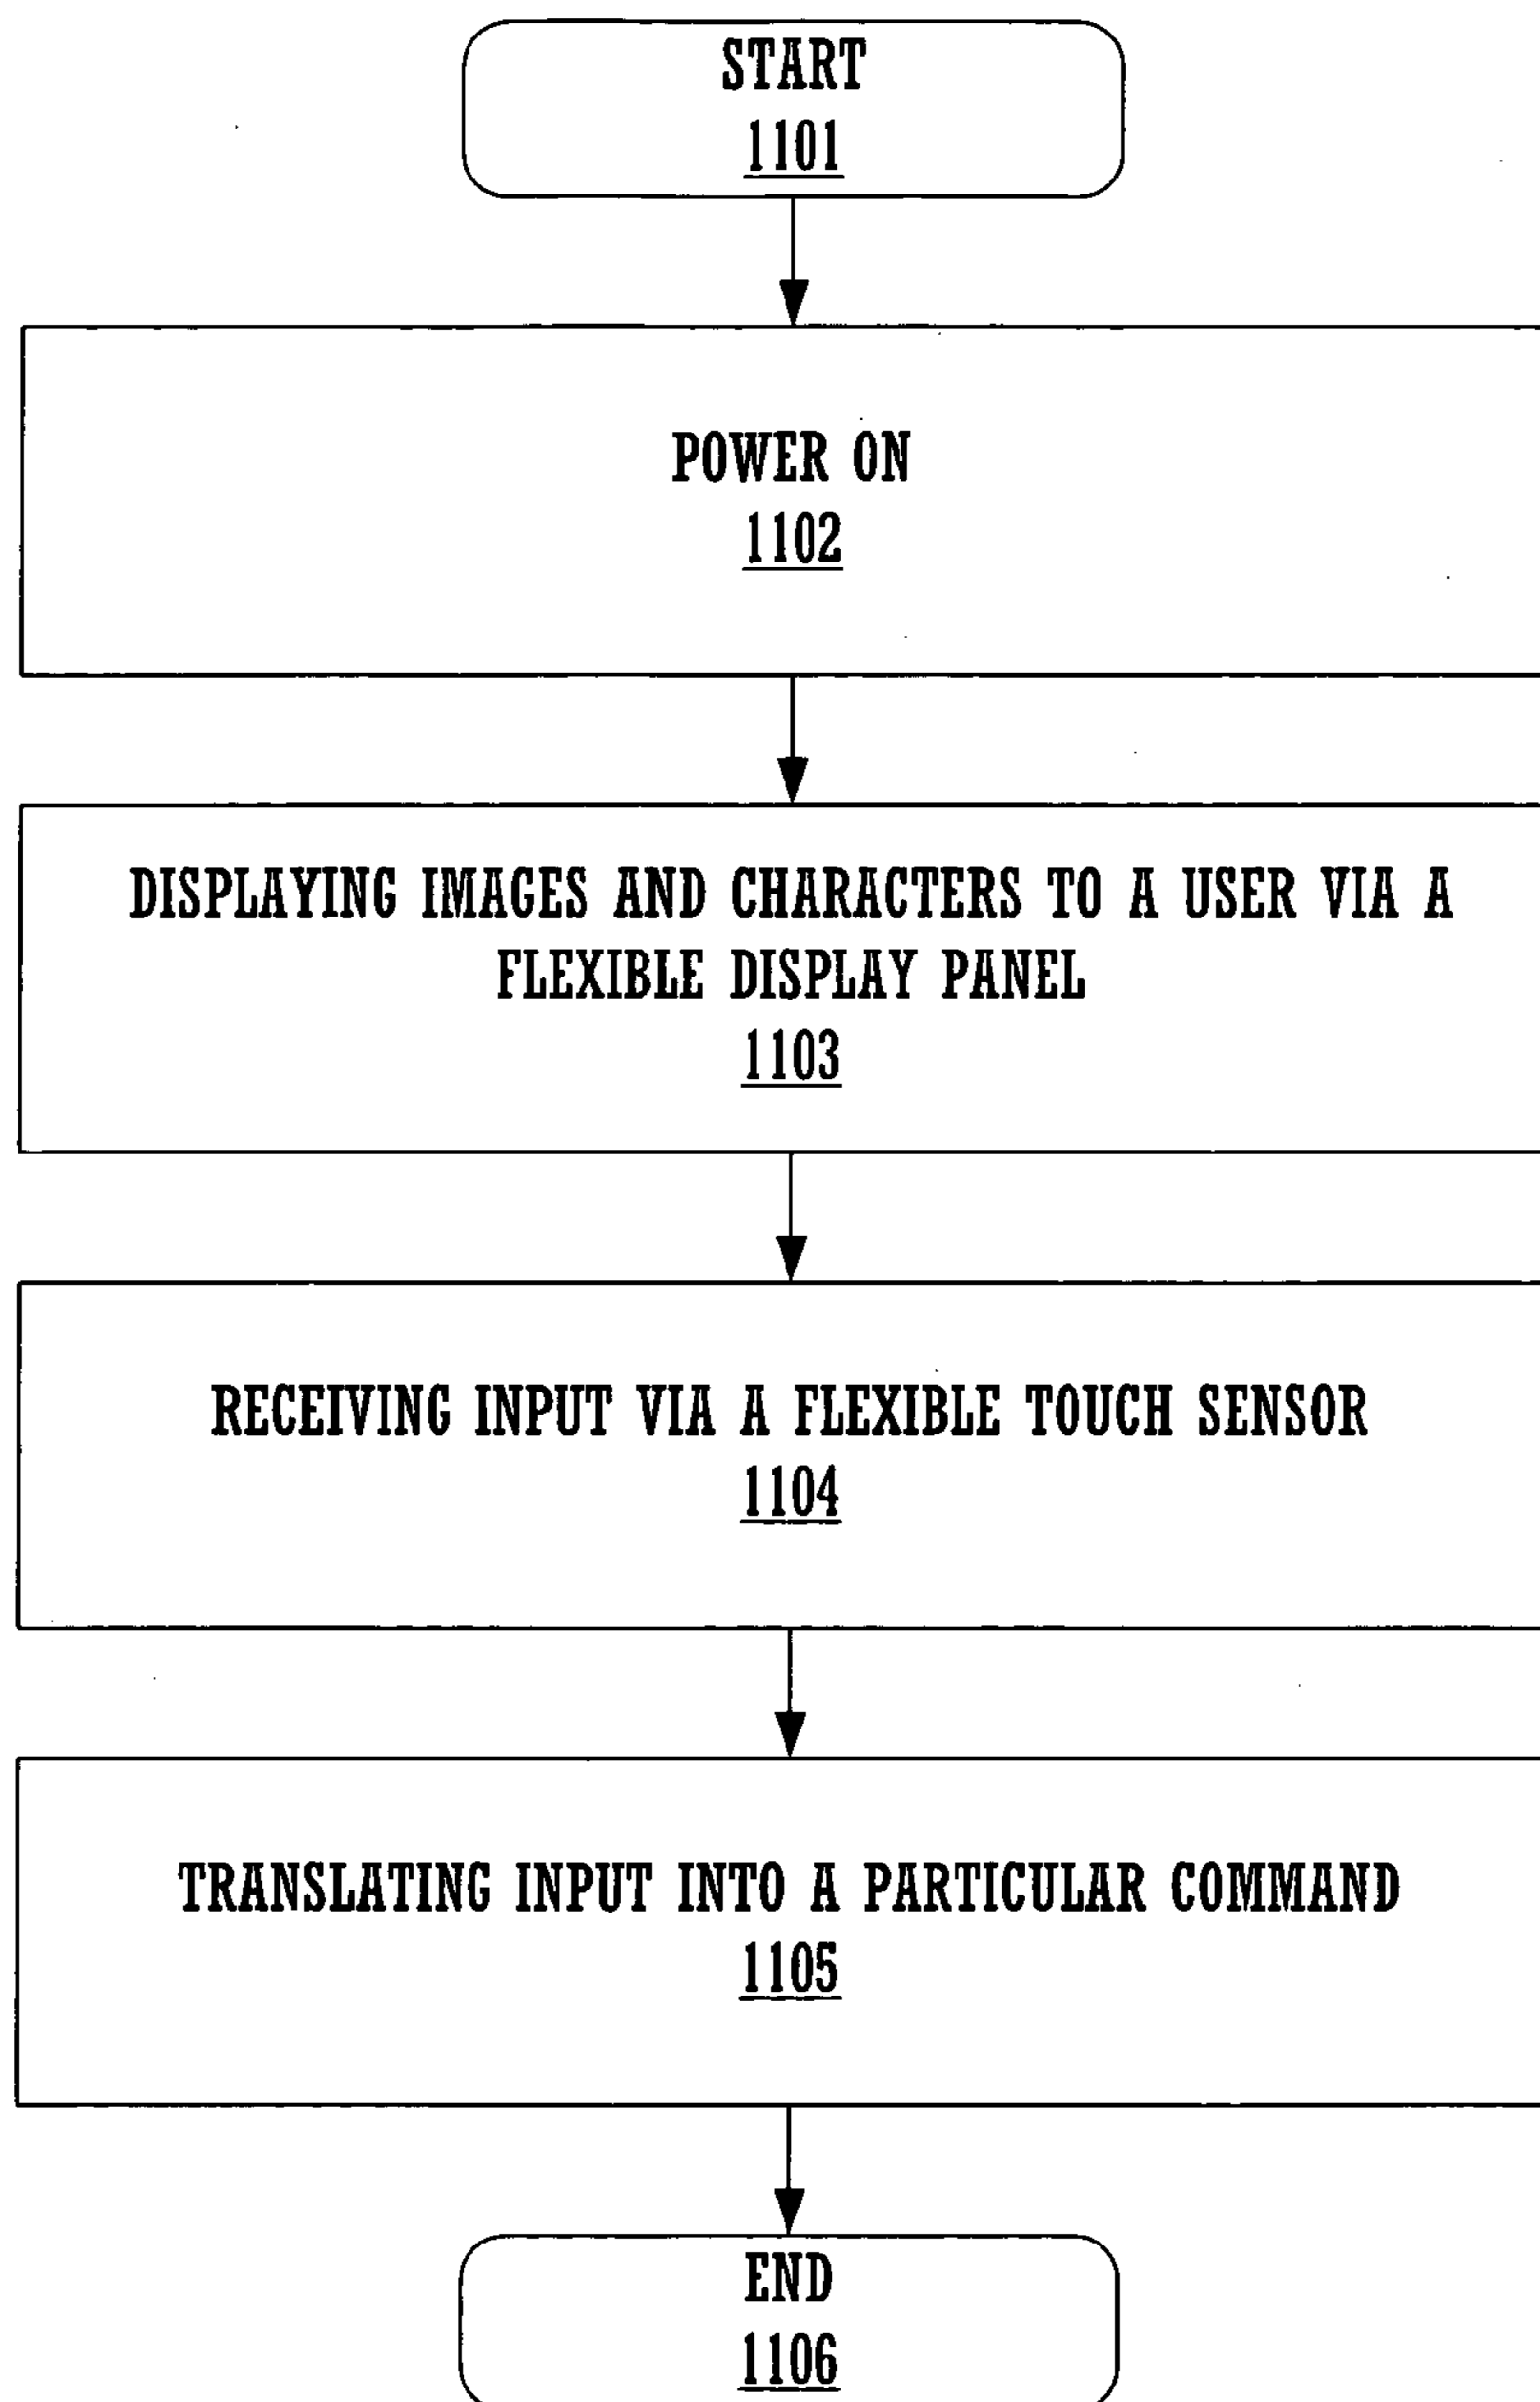 START
1101
POWER ON
1102
DISPLAYING IMAGES AND CHARACTERS TO A USER VIA A
FLEXIBLE DISPLAY PANEL
1103
RECEIVING INPUT VIA A FLEXIBLE TOUCH SENSOR
1104
TRANSLATING INPUT INTO A PARTICULAR COMMAND
1105
END
1106